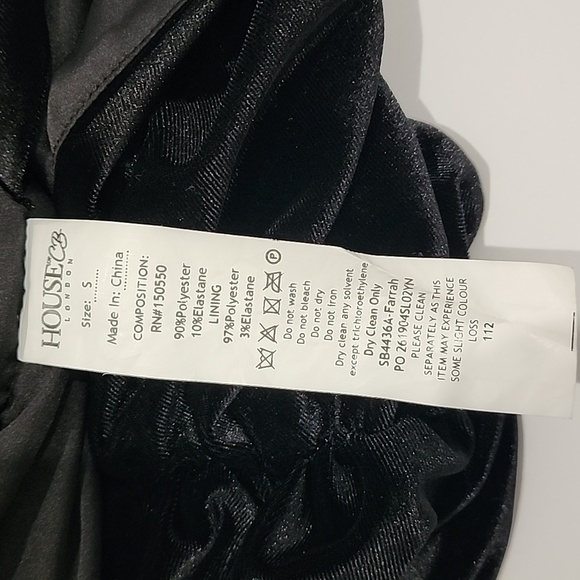 HOUSE OF CB
LONDON
Size: S
Made In: China
COMPOSITION:
RN#150550
90%Polyester
10%Elastane
LINING
97%Polyester
3%Elastane
Do not wash
Do not bleach
Do not dry
Do not Iron
Dry clean any solvent
except trichloroethylene
Dry Clean Only
SB4436A-Farrah
PO 261904SL02YN
PLEASE CLEAN
SEPARATELY AS THIS
ITEM MAY EXPERIENCE
SOME SLIGHT COLOUR
LOSS
112